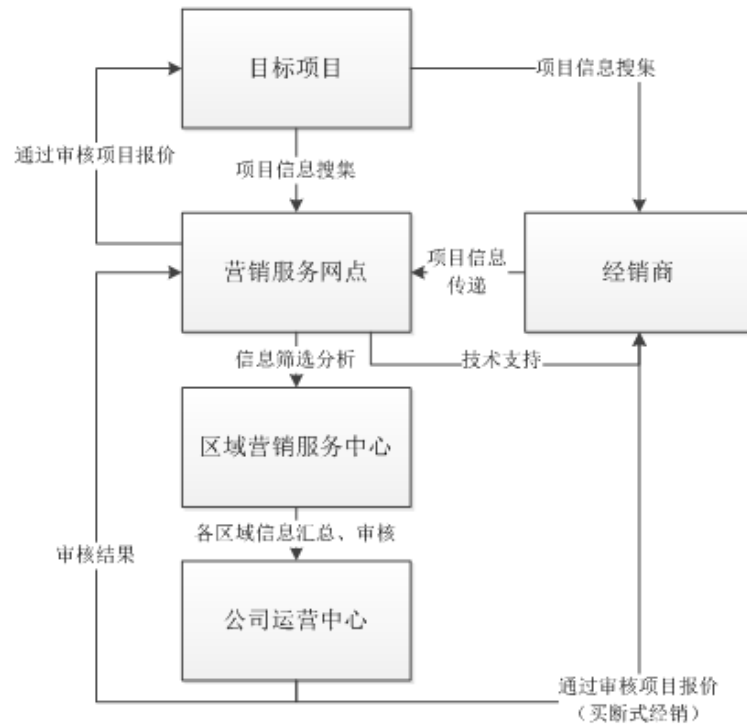 目标项目
项目信息搜集
通过审核项目报价
项目信息搜集
营销服务网点
项目信息
传递
经销商
信息筛选分析
技术支持
区域营销服务中心
各区域信息汇总、审核
审核结果
公司运营中心
通过审核项目报价
（买断式经销）